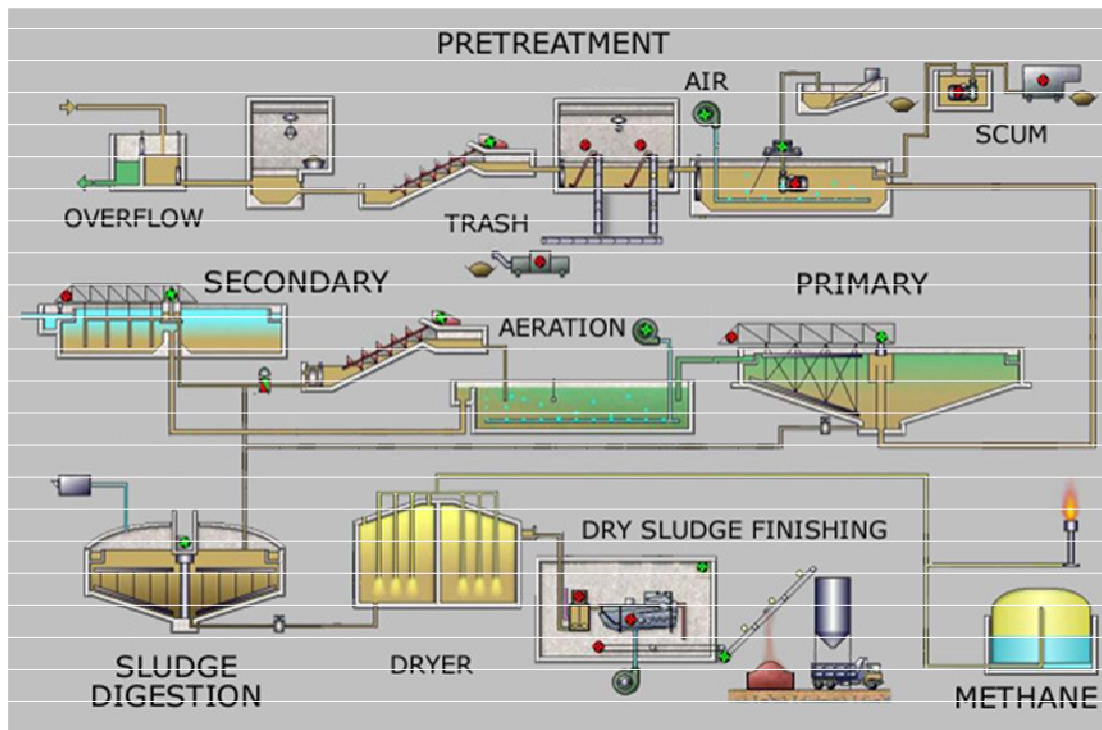 PRETREATMENT
AIR
SCUM
OVERFLOW
TRASH
SECONDARY
PRIMARY
AERATION
DRY SLUDGE FINISHING
SLUDGE
DIGESTION
DRYER
METHANE